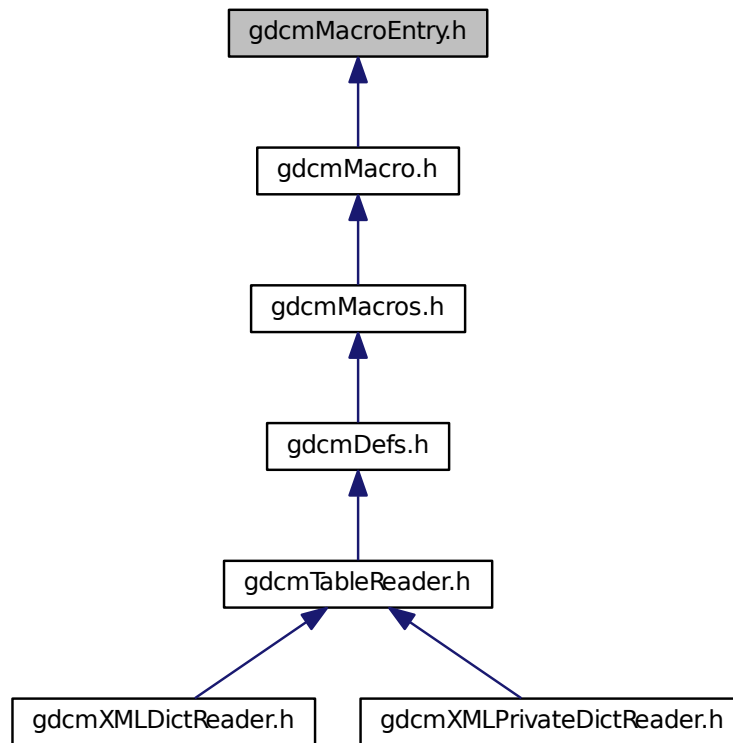 gdcmMacroEntry.h
gdcmMacro.h
gdcmMacros.h
gdcmDefs.h
gdcmTableReader.h
gdcmXMLDictReader.h
gdcmXMLPrivateDictReader.h